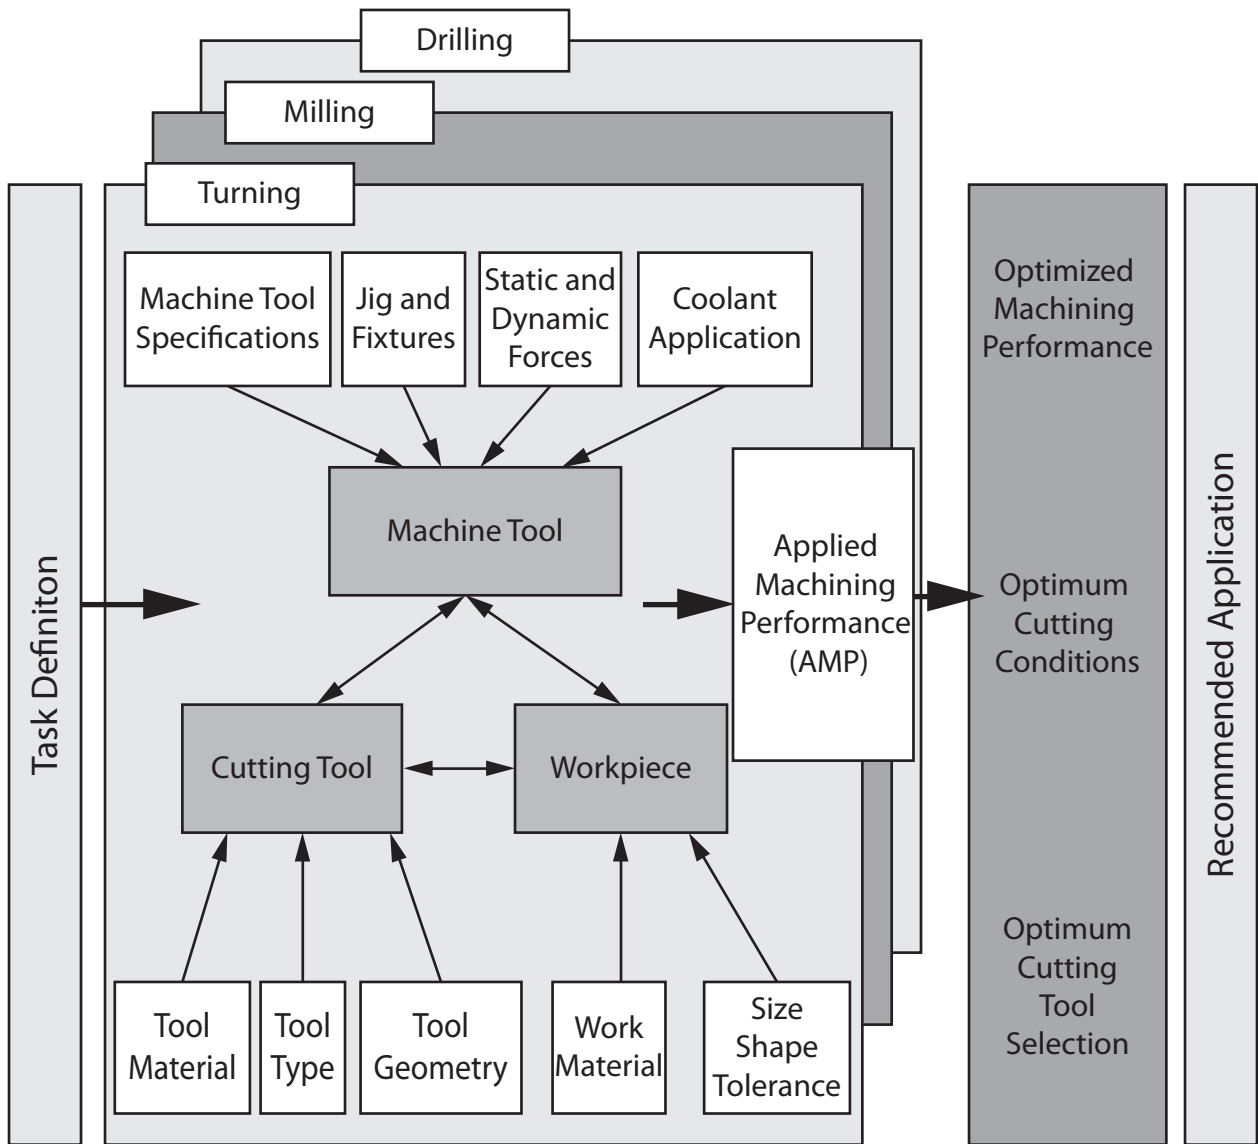 Drilling
Milling
Turning
Machine Tool
Specifications
Jig and
Fixtures
Static and
Dynamic
Forces
Coolant
Application
Machine Tool
Cutting Tool
Workpiece
Tool
Material
Tool
Type
Tool
Geometry
Work
Material
Size
Shape
Tolerance
Task Definiton
Applied
Machining
Performance
(AMP)
Optimized
Machining
Performance
Optimum
Cutting
Conditions
Optimum
Cutting
Tool
Selection
Recommended Application